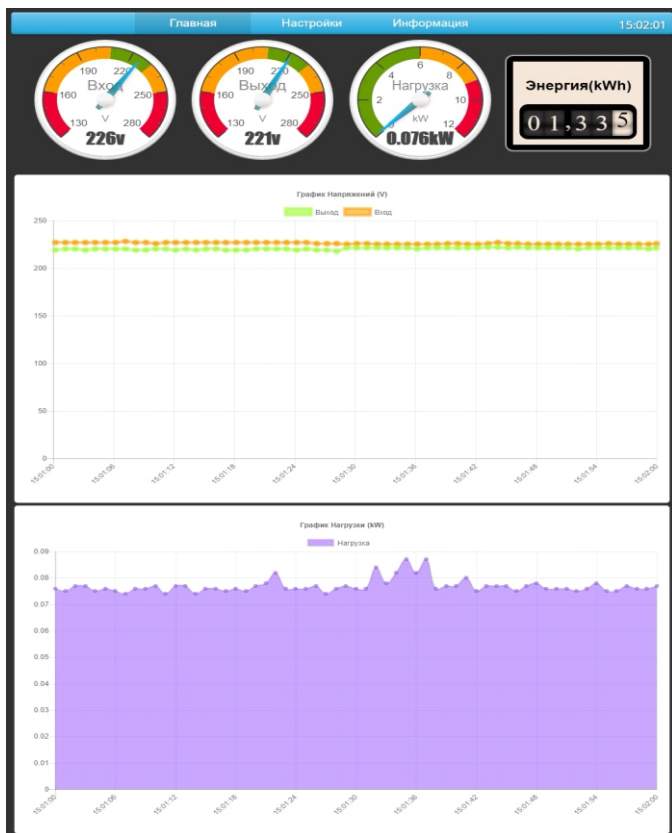 Главная Настройки Информация 15:02:01
190 220 160 250 130 280
Вход
V
226v
190 220 160 250 130 280
Выход
V
221v
0 2 4 6 8 10 12
Нагрузка
kW
0.076kW
Энергия(kWh)
01,335
График Напряжений (V)
Выход Вход
250
200
150
100
50
0
15:01:00 15:01:06 15:01:12 15:01:18 15:01:24 15:01:30 15:01:36 15:01:42 15:01:48 15:01:54 15:02:00
График Нагрузки (kW)
Нагрузка
0.09
0.08
0.07
0.06
0.05
0.04
0.03
0.02
0.01
0
15:01:00 15:01:06 15:01:12 15:01:18 15:01:24 15:01:30 15:01:36 15:01:42 15:01:48 15:01:54 15:02:00